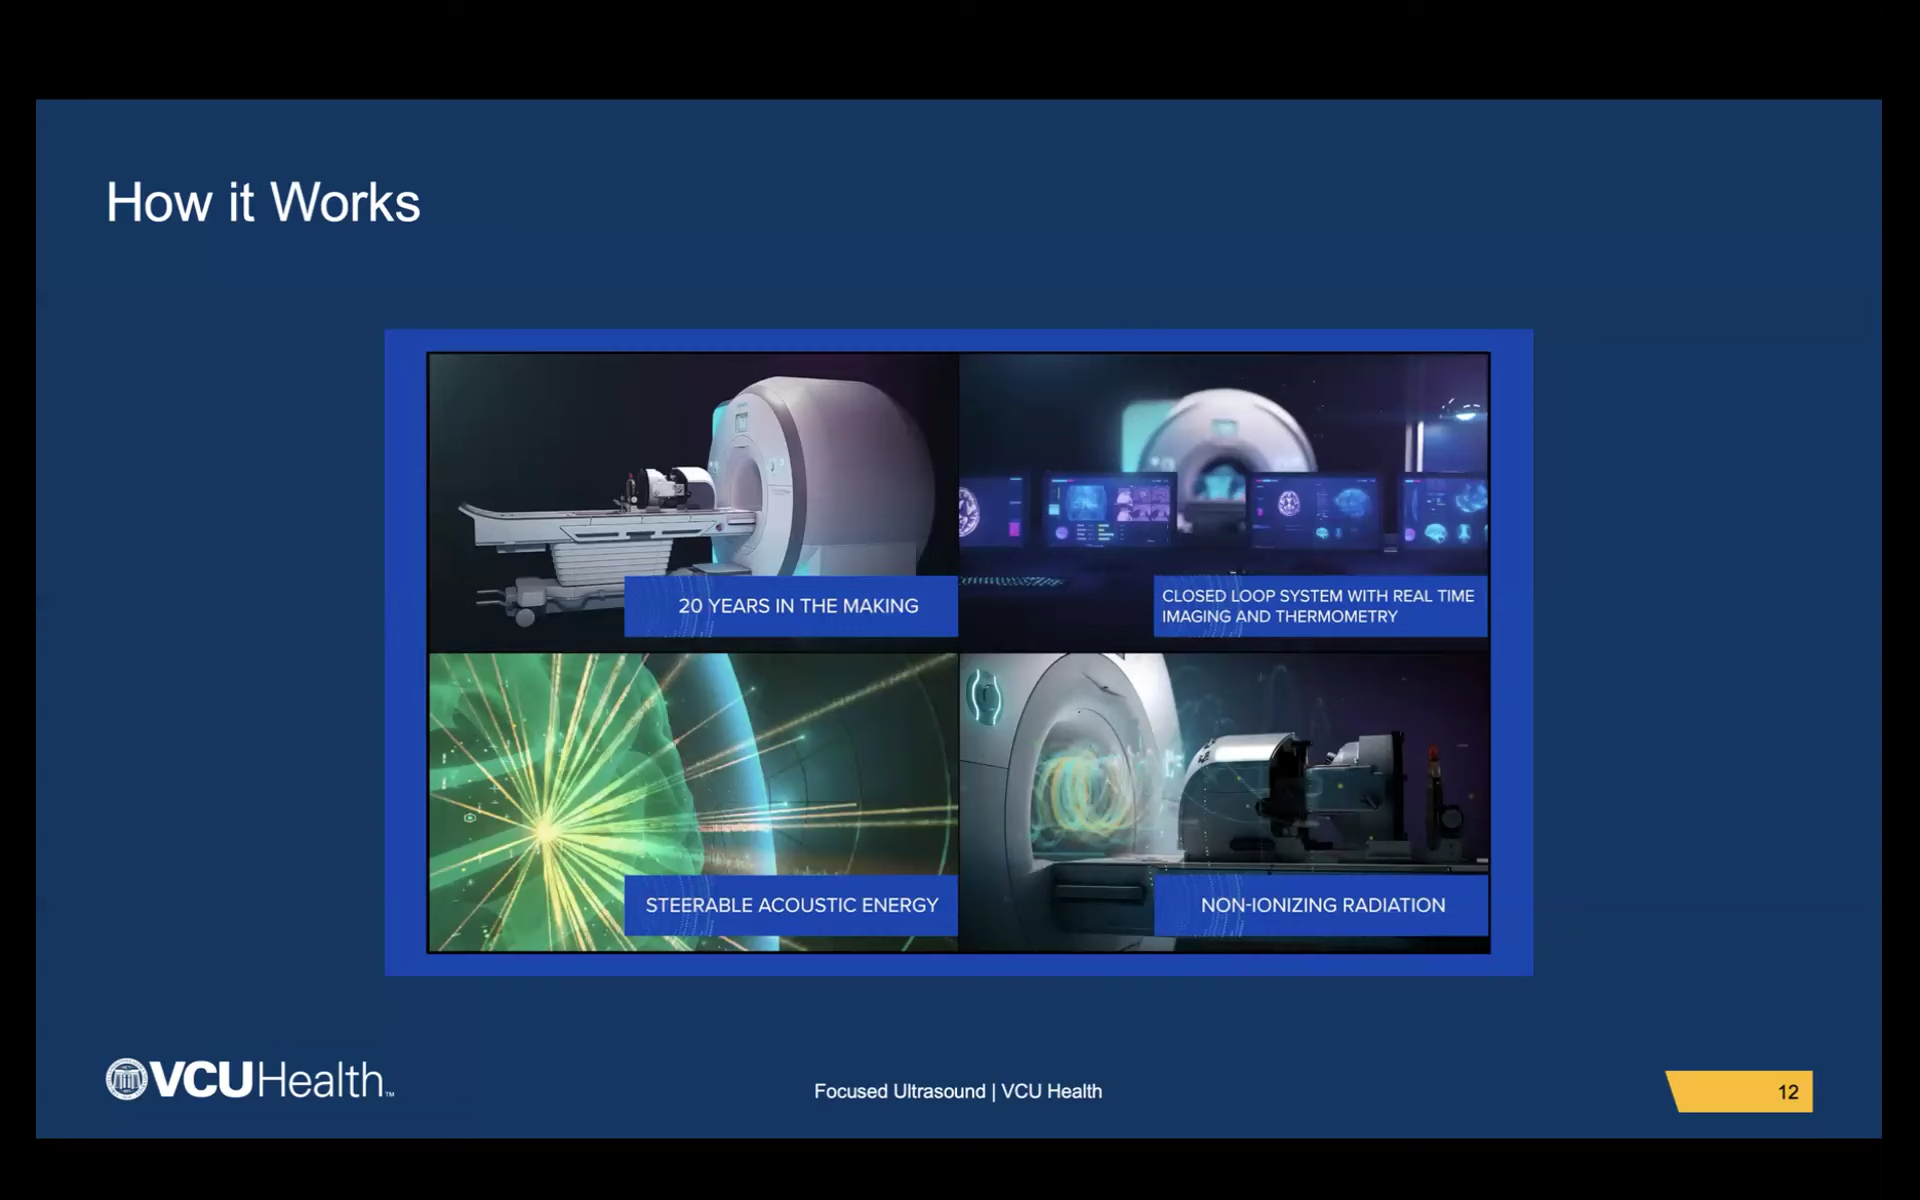 How it Works
20 YEARS IN THE MAKING
CLOSED LOOP SYSTEM WITH REAL TIME
IMAGING AND THERMOMETRY
STEERABLE ACOUSTIC ENERGY
NON-IONIZING RADIATION
VCUHealth™
Focused Ultrasound | VCU Health
12